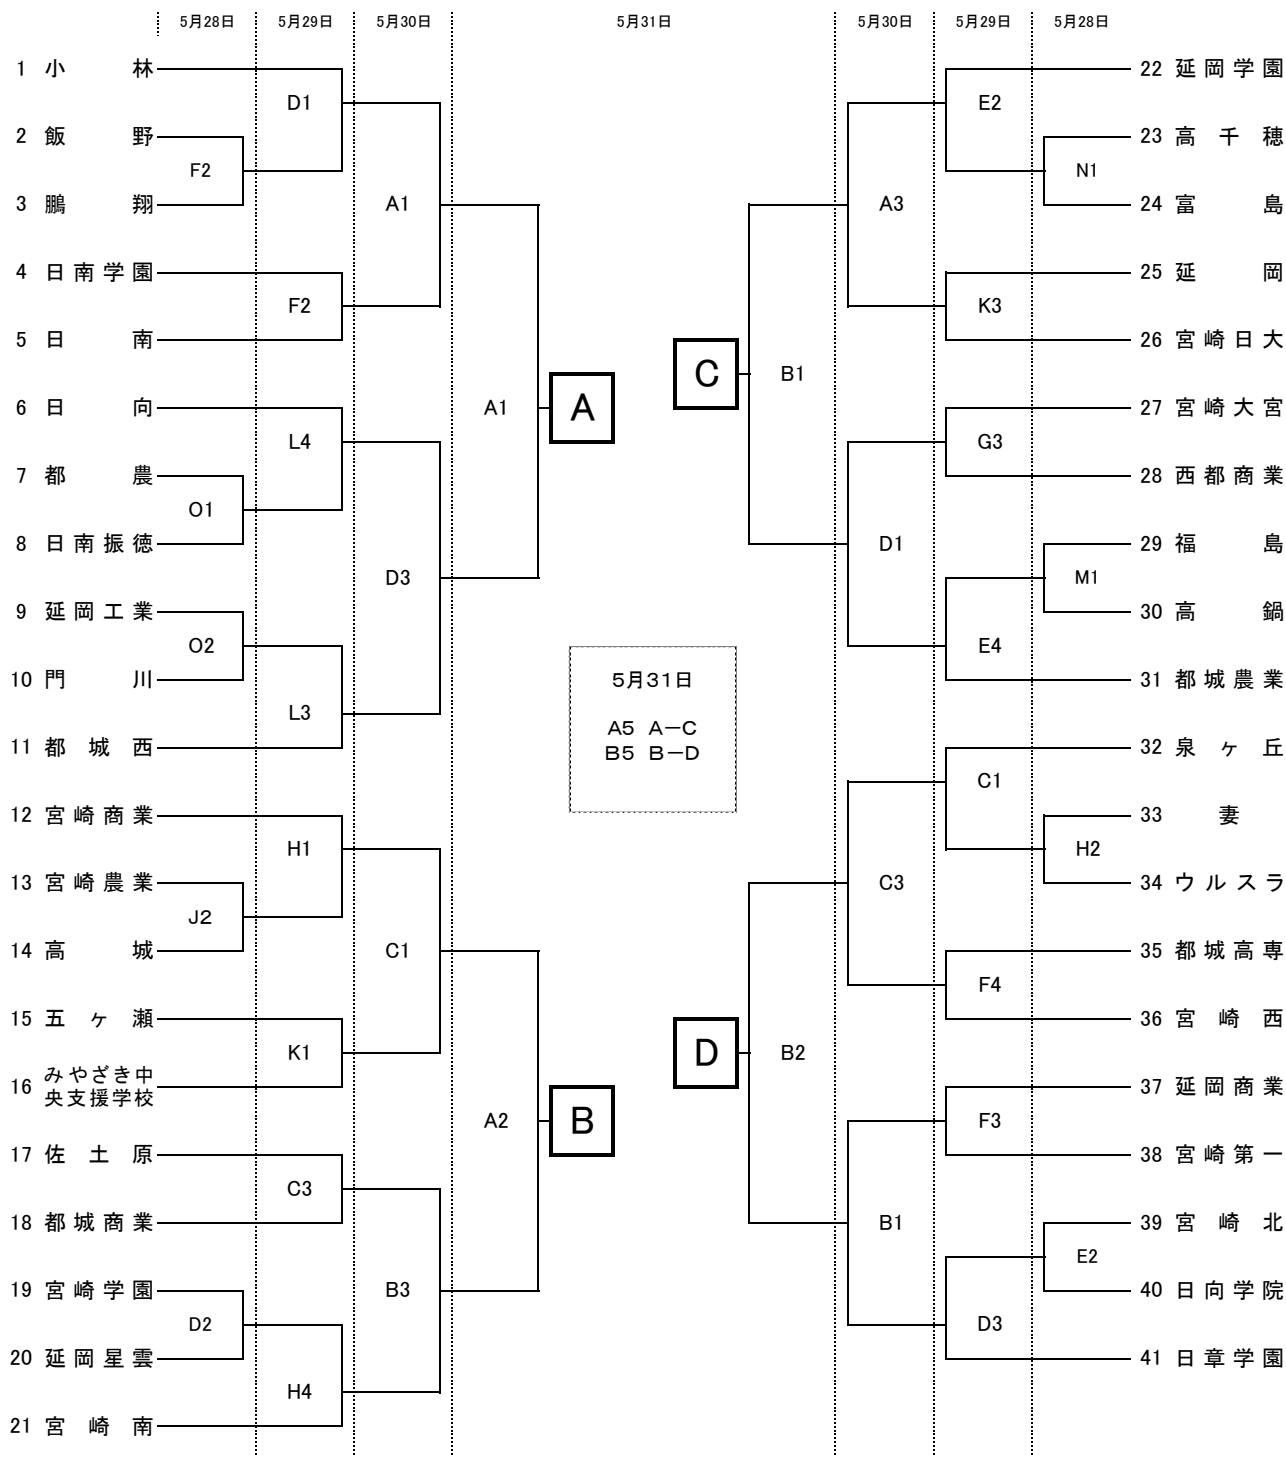 5月28日 5月29日 5月30日 5月31日 5月30日 5月29日 5月28日
1 小林
D1
2 飯野
F2
3 鵬翔
A1
4 日南学園
F2
5 日南
6 日向
L4
7 都農
O1
8 日南振徳
D3
9 延岡工業
O2
10 門川
L3
11 都城西
A1
A
12 宮崎商業
H1
13 宮崎農業
J2
14 高城
C1
15 五ヶ瀬
K1
16 みやざき中
央支援学校
17 佐土原
C3
18 都城商業
19 宮崎学園
B3
D2
20 延岡星雲
H4
21 宮崎南
A2
B
5月31日
A5 A－C
B5 B－D
C
B1
22 延岡学園
E2
23 高千穂
N1
24 富島
A3
25 延岡
K3
26 宮崎日大
27 宮崎大宮
G3
28 西都商業
29 福島
D1
M1
30 高鍋
E4
31 都城農業
D
B2
32 泉ヶ丘
C1
33 妻
H2
34 ウルスラ
C3
35 都城高専
F4
36 宮崎西
37 延岡商業
F3
38 宮崎第一
39 宮崎北
B1
E2
40 日向学院
D3
41 日章学園